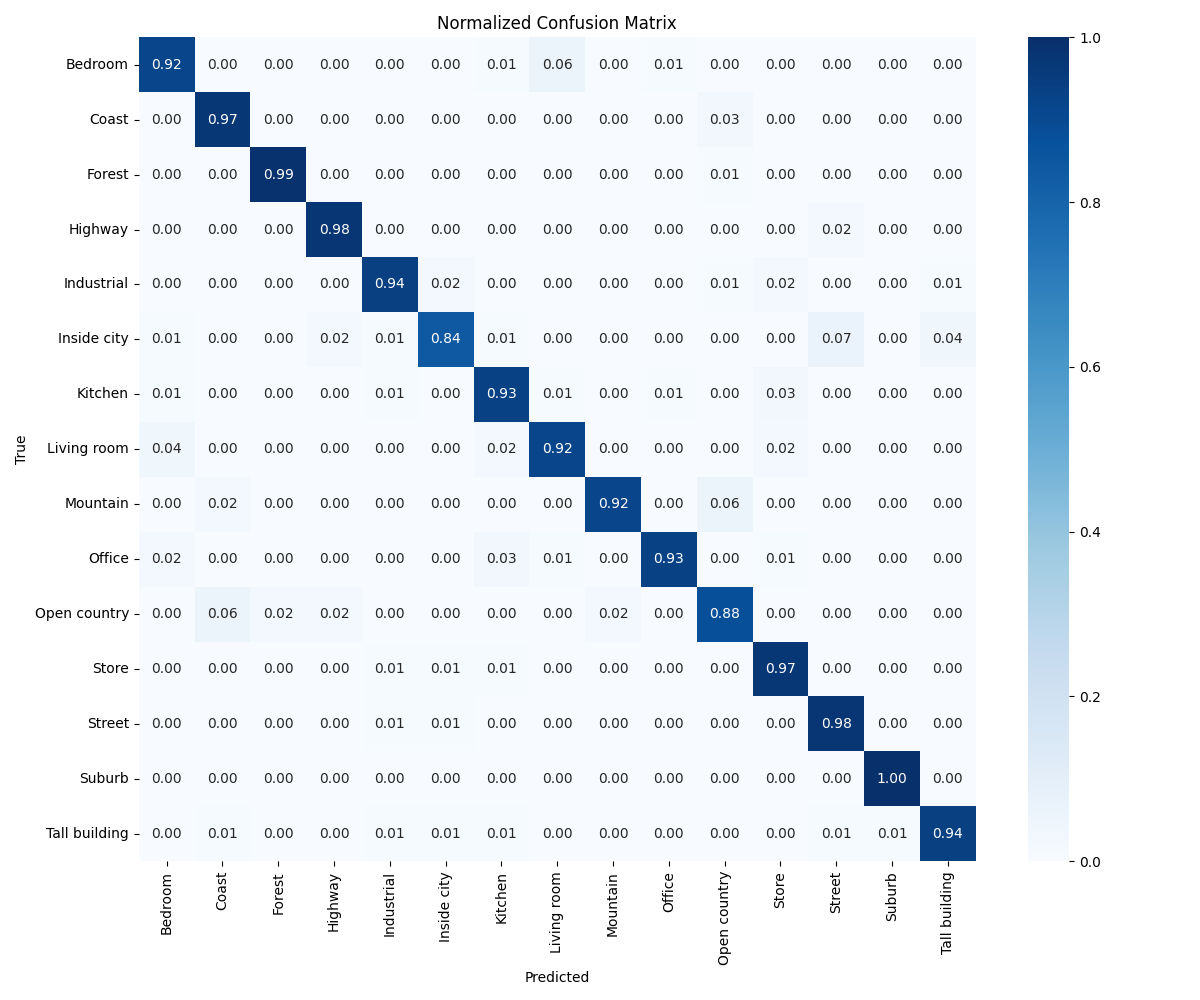 Normalized Confusion Matrix
Bedroom 0.92 0.00 0.00 0.00 0.00 0.00 0.01 0.06 0.00 0.01 0.00 0.00 0.00 0.00 0.00
Coast 0.00 0.97 0.00 0.00 0.00 0.00 0.00 0.00 0.00 0.00 0.03 0.00 0.00 0.00 0.00
Forest 0.00 0.00 0.99 0.00 0.00 0.00 0.00 0.00 0.00 0.00 0.01 0.00 0.00 0.00 0.00
Highway 0.00 0.00 0.00 0.98 0.00 0.00 0.00 0.00 0.00 0.00 0.00 0.00 0.02 0.00 0.00
Industrial 0.00 0.00 0.00 0.00 0.94 0.02 0.00 0.00 0.00 0.00 0.01 0.02 0.00 0.00 0.01
Inside city 0.01 0.00 0.00 0.02 0.01 0.84 0.01 0.00 0.00 0.00 0.00 0.00 0.07 0.00 0.04
Kitchen 0.01 0.00 0.00 0.00 0.01 0.00 0.93 0.01 0.00 0.01 0.00 0.03 0.00 0.00 0.00
Living room 0.04 0.00 0.00 0.00 0.00 0.00 0.02 0.92 0.00 0.00 0.00 0.02 0.00 0.00 0.00
Mountain 0.00 0.02 0.00 0.00 0.00 0.00 0.00 0.00 0.92 0.00 0.06 0.00 0.00 0.00 0.00
Office 0.02 0.00 0.00 0.00 0.00 0.00 0.03 0.01 0.00 0.93 0.00 0.01 0.00 0.00 0.00
Open country 0.00 0.06 0.02 0.02 0.00 0.00 0.00 0.00 0.02 0.00 0.88 0.00 0.00 0.00 0.00
Store 0.00 0.00 0.00 0.00 0.01 0.01 0.01 0.00 0.00 0.00 0.00 0.97 0.00 0.00 0.00
Street 0.00 0.00 0.00 0.00 0.01 0.01 0.00 0.00 0.00 0.00 0.00 0.00 0.98 0.00 0.00
Suburb 0.00 0.00 0.00 0.00 0.00 0.00 0.00 0.00 0.00 0.00 0.00 0.00 0.00 1.00 0.00
Tall building 0.00 0.01 0.00 0.00 0.01 0.01 0.01 0.00 0.00 0.00 0.00 0.00 0.01 0.01 0.94
True
Bedroom Coast Forest Highway Industrial Inside city Kitchen Living room Mountain Office Open country Store Street Suburb Tall building
Predicted
1.0
0.8
0.6
0.4
0.2
0.0